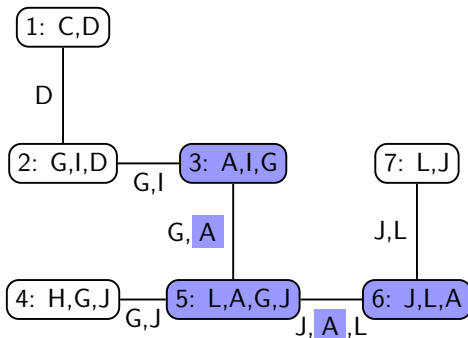 1: C,D
D
2: G,I,D
G,I
3: A,I,G
7: L,J
G, A
J,L
4: H,G,J
G,J
5: L,A,G,J
J, A ,L
6: J,L,A